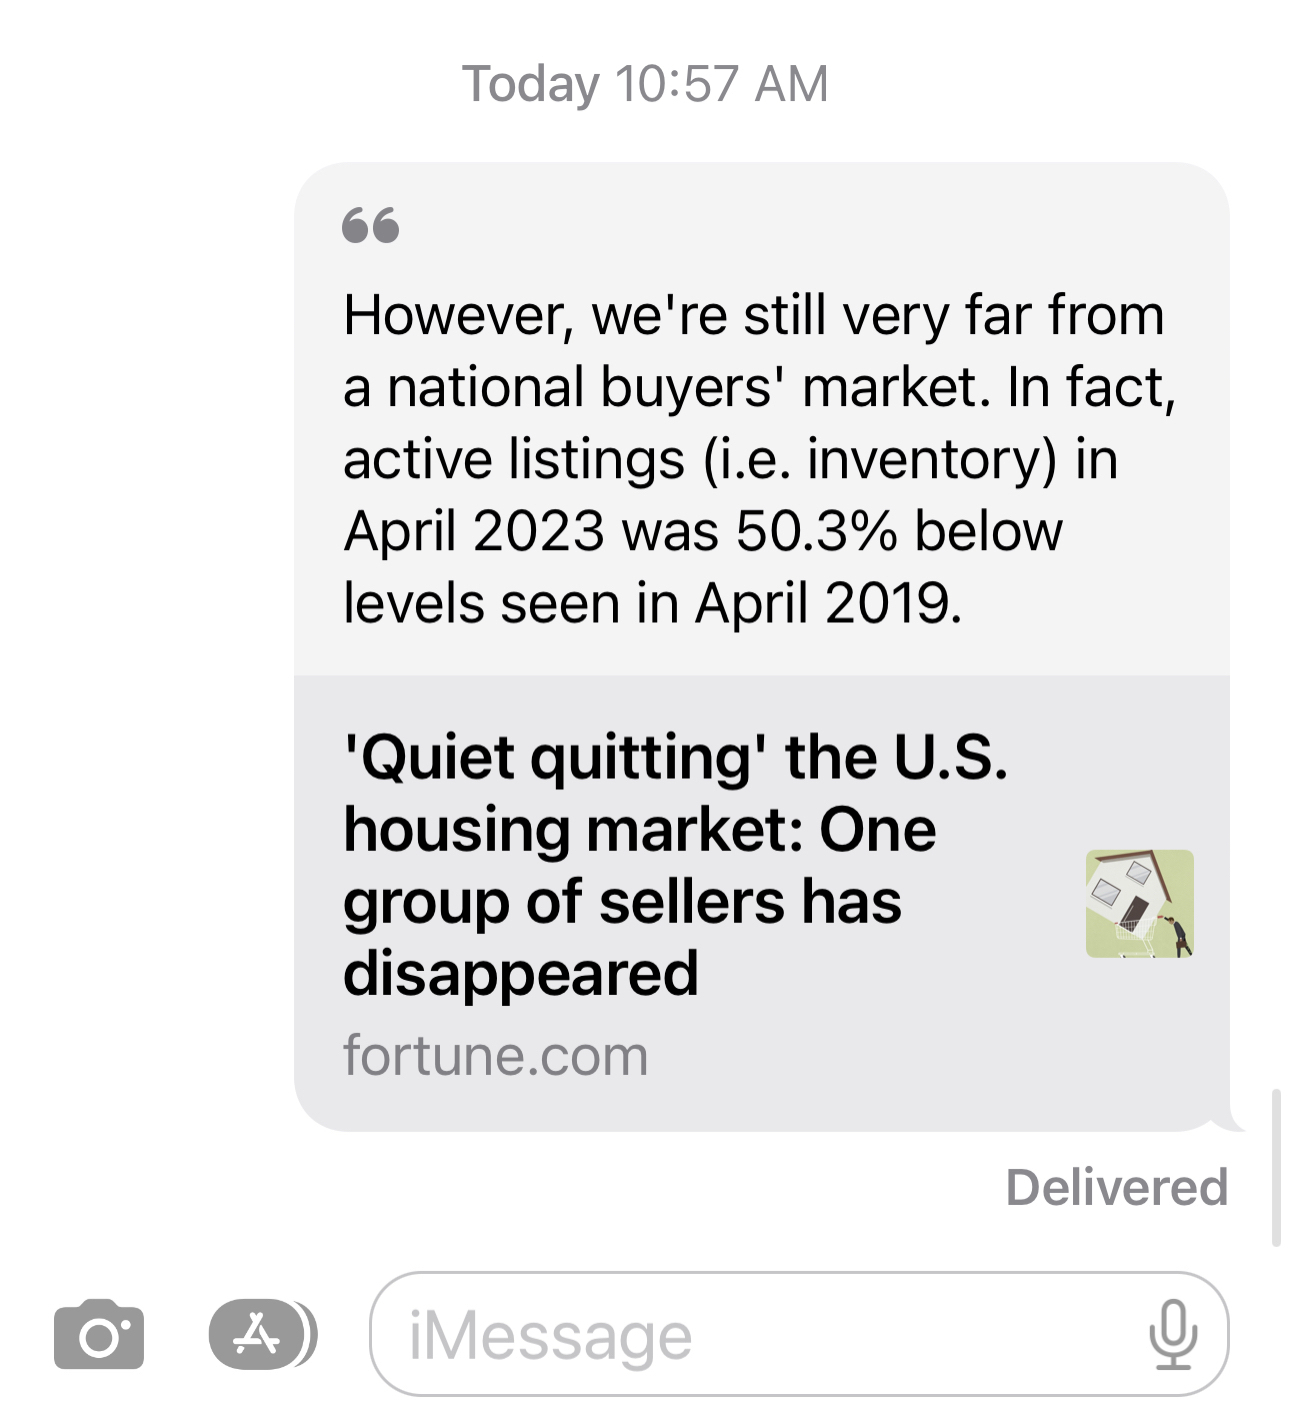 Today 10:57 AM
“
However, we're still very far from
a national buyers' market. In fact,
active listings (i.e. inventory) in
April 2023 was 50.3% below
levels seen in April 2019.
'Quiet quitting' the U.S.
housing market: One
group of sellers has
disappeared
fortune.com
Delivered
iMessage